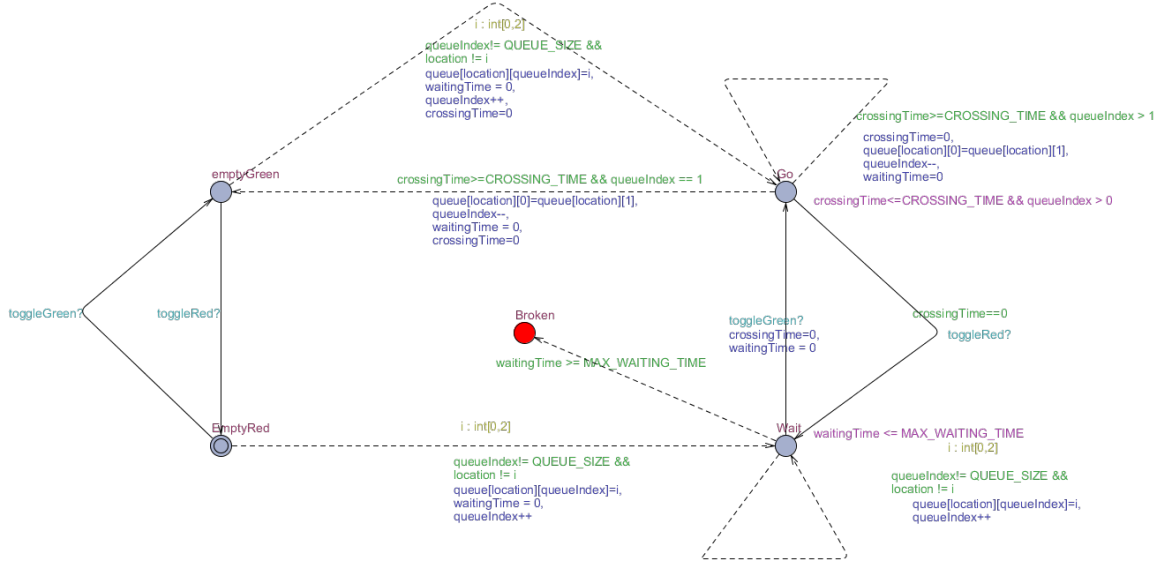 i : int[0,2]
queueIndex!= QUEUE_SIZE &&
location != i
queue[location][queueIndex]=i,
waitingTime = 0,
queueIndex++,
crossingTime=0
crossingTime>=CROSSING_TIME && queueIndex > 1
crossingTime=0,
queue[location][0]=queue[location][1],
queueIndex--,
waitingTime=0
emptyGreen
Go
crossingTime>=CROSSING_TIME && queueIndex == 1
queue[location][0]=queue[location][1],
queueIndex--,
waitingTime = 0,
crossingTime=0
crossingTime<=CROSSING_TIME && queueIndex > 0
toggleGreen?
toggleRed?
Broken
waitingTime >= MAX_WAITING_TIME
toggleGreen?
crossingTime=0,
waitingTime = 0
crossingTime==0
toggleRed?
EmptyRed
i : int[0,2]
queueIndex!= QUEUE_SIZE &&
location != i
queue[location][queueIndex]=i,
waitingTime = 0,
queueIndex++
Wait
waitingTime <= MAX_WAITING_TIME
i : int[0,2]
queueIndex!= QUEUE_SIZE &&
location != i
queue[location][queueIndex]=i,
queueIndex++